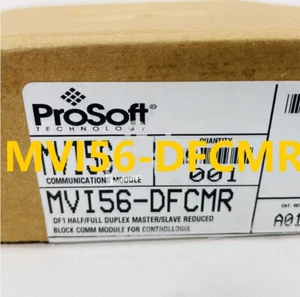 ProSoft®
TECHNOLOGY
QUANTITY
MVI56
001
MVI56-DFCMR
COMMUNICATIONS MODULE
MVI56-DFCMR
DF1 HALF/FULL DUPLEX MASTER/SLAVE REDUCED
BLOCK COMM MODULE FOR CONTROLLOGIX
A01